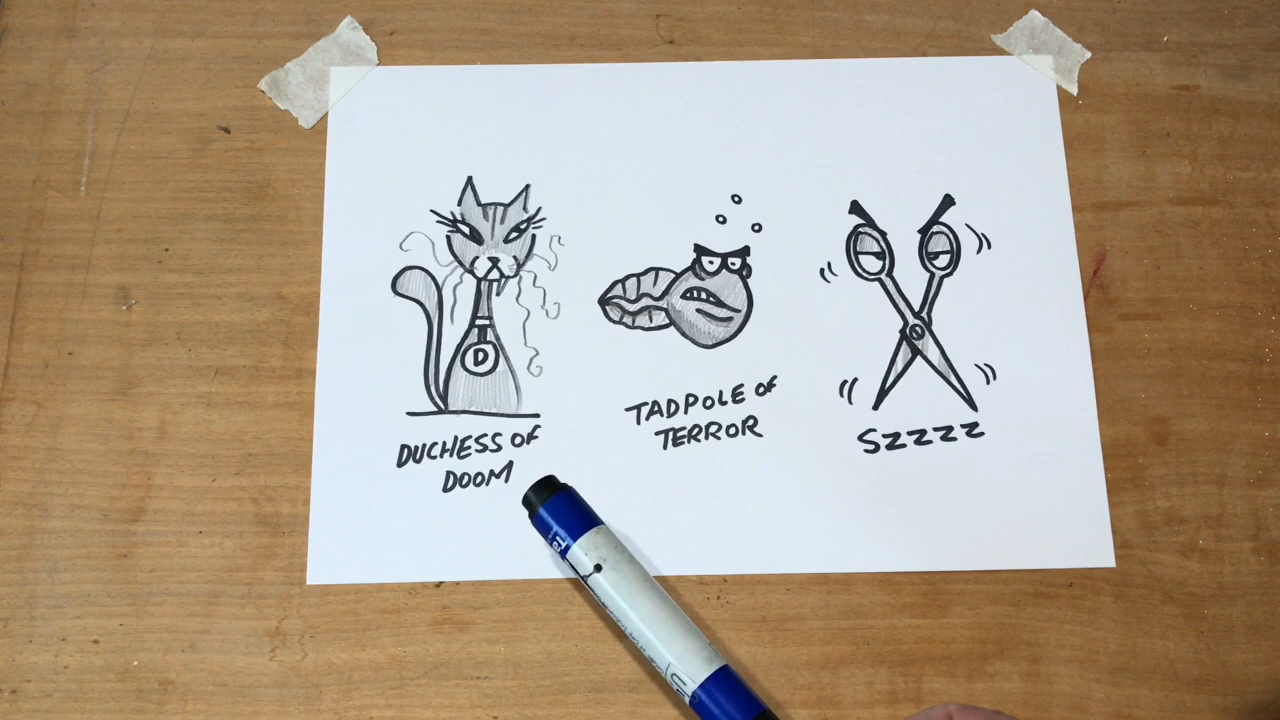 D
DUCHESS OF
DOOM
TADPOLE OF
TERROR
SZZZZ